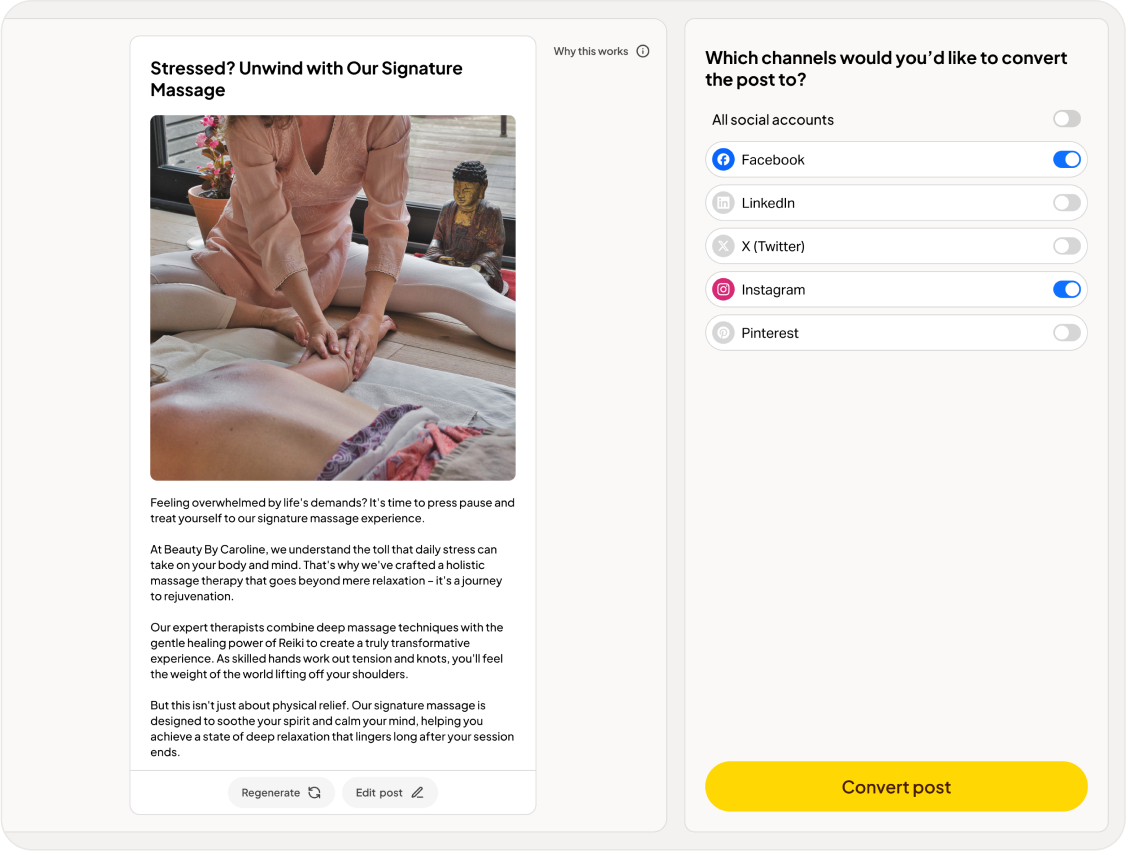 Stressed? Unwind with Our Signature
Massage
Why this works
Feeling overwhelmed by life's demands? It's time to press pause and
treat yourself to our signature massage experience.
At Beauty By Caroline, we understand the toll that daily stress can
take on your body and mind. That's why we've crafted a holistic
massage therapy that goes beyond mere relaxation – it's a journey
to rejuvenation.
Our expert therapists combine deep massage techniques with the
gentle healing power of Reiki to create a truly transformative
experience. As skilled hands work out tension and knots, you'll feel
the weight of the world lifting off your shoulders.
But this isn't just about physical relief. Our signature massage is
designed to soothe your spirit and calm your mind, helping you
achieve a state of deep relaxation that lingers long after your session
ends.
Regenerate
Edit post
Which channels would you’d like to convert
the post to?
All social accounts
Facebook
LinkedIn
X (Twitter)
Instagram
Pinterest
Convert post